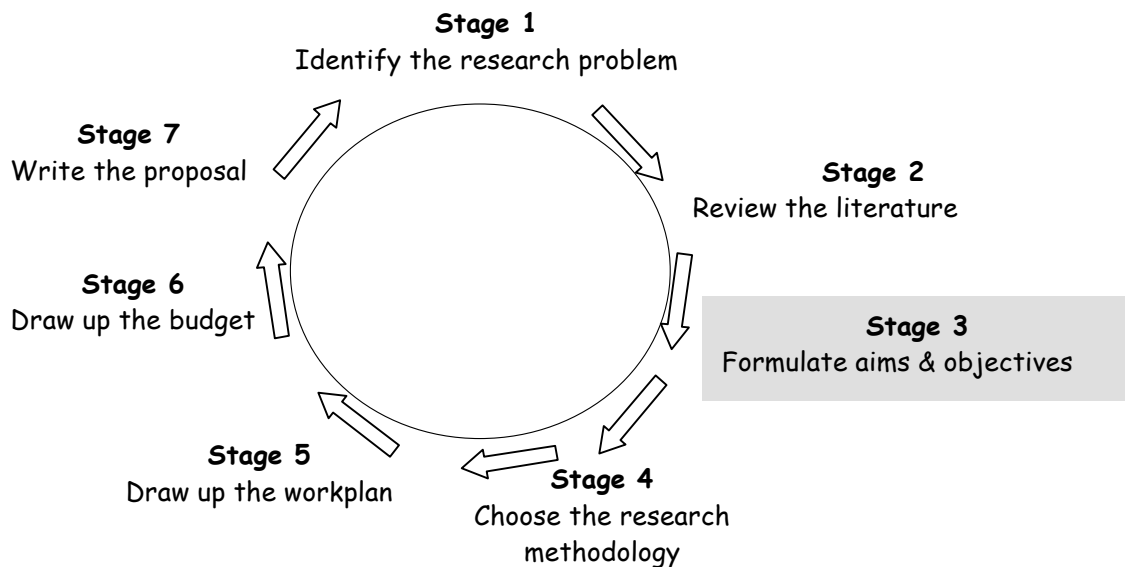 Stage 1
Identify the research problem
Stage 2
Review the literature
Stage 3
Formulate aims & objectives
Stage 4
Choose the research
methodology
Stage 5
Draw up the workplan
Stage 6
Draw up the budget
Stage 7
Write the proposal